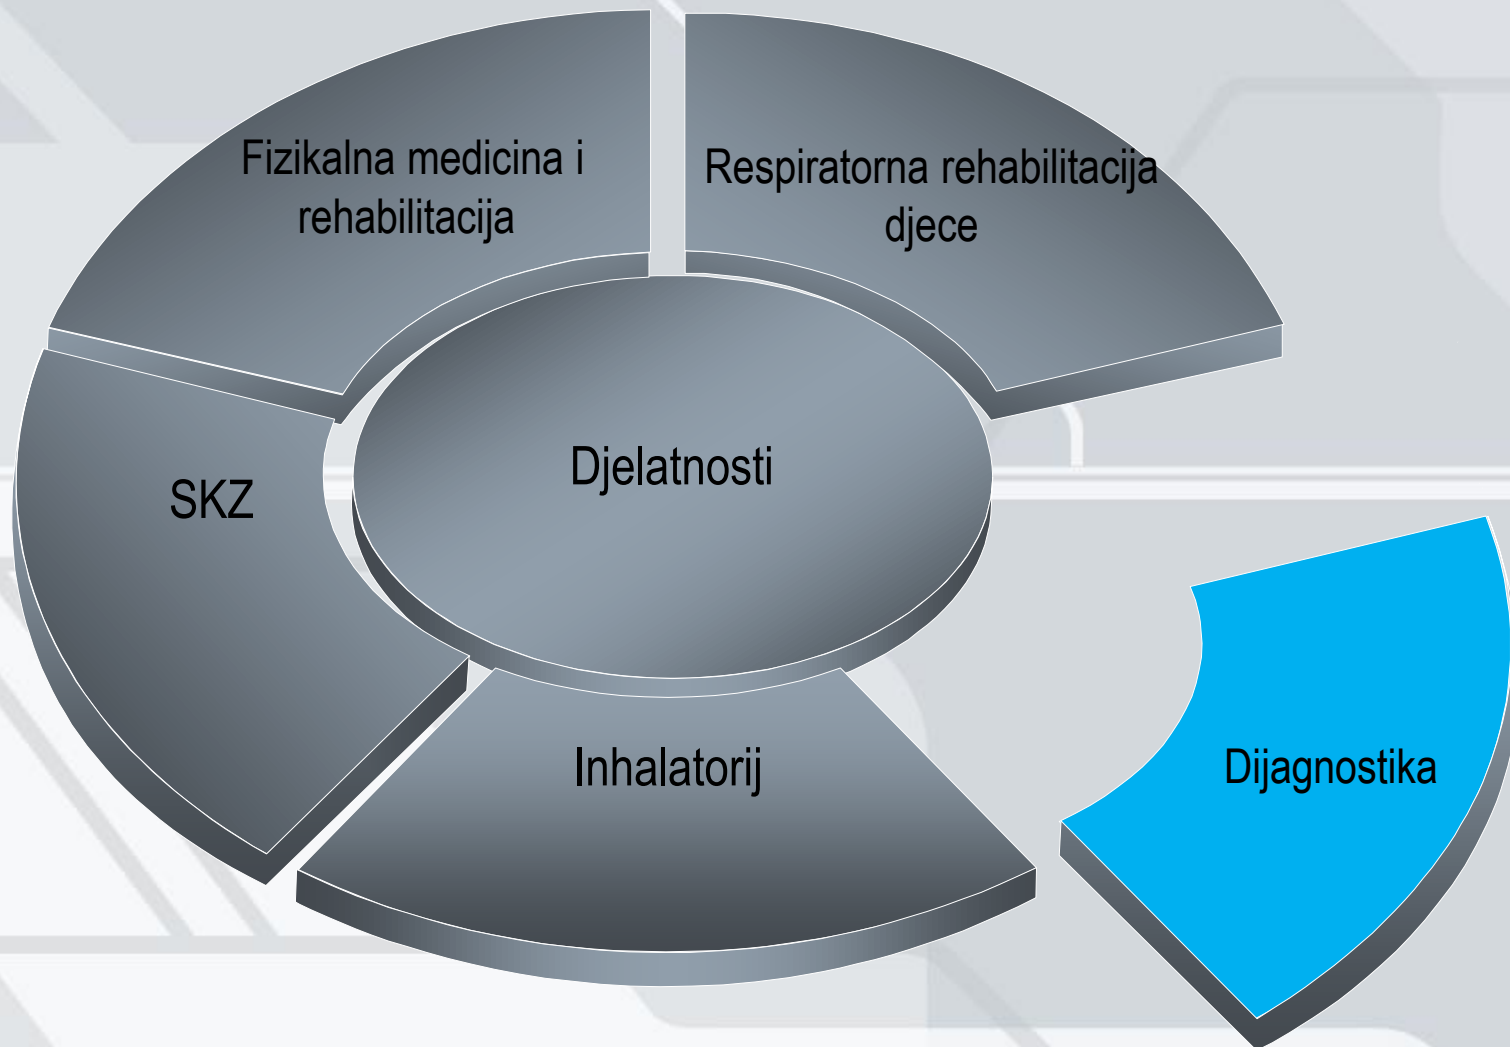 Fizikalna medicina i
rehabilitacija
Respiratorna rehabilitacija
djece
Djelatnosti
SKZ
Inhalatorij
Dijagnostika